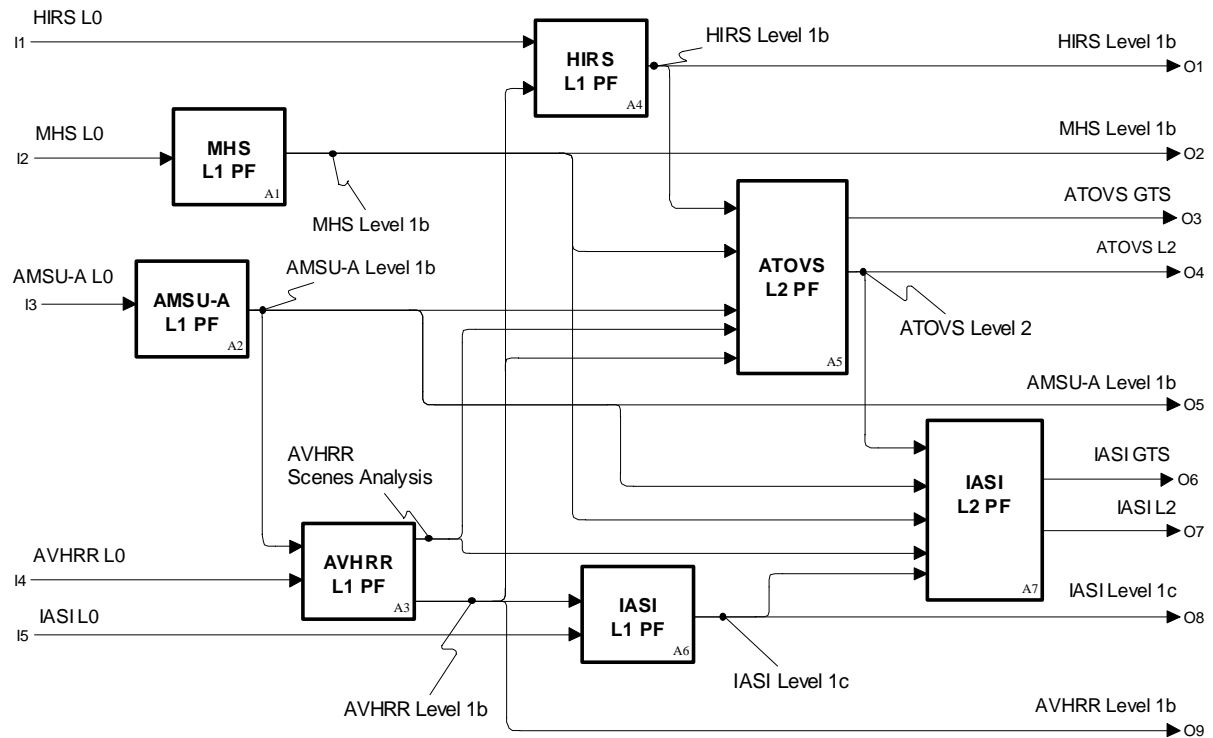 HIRS L0
I1
HIRS
L1 PF
A4
HIRS Level 1b
HIRS Level 1b
O1
MHS L0
I2
MHS
L1 PF
A1
MHS Level 1b
MHS Level 1b
O2
AMSU-A L0
I3
AMSU-A
L1 PF
A2
AMSU-A Level 1b
ATOVS
L2 PF
A5
ATOVS GTS
O3
ATOVS L2
O4
ATOVS Level 2
AMSU-A Level 1b
O5
AVHRR
Scenes Analysis
IASI
L2 PF
A7
IASI GTS
O6
IASI L2
O7
AVHRR L0
I4
AVHRR
L1 PF
A3
IASI L0
I5
IASI
L1 PF
A6
IASI Level 1c
O8
IASI Level 1c
AVHRR Level 1b
AVHRR Level 1b
O9